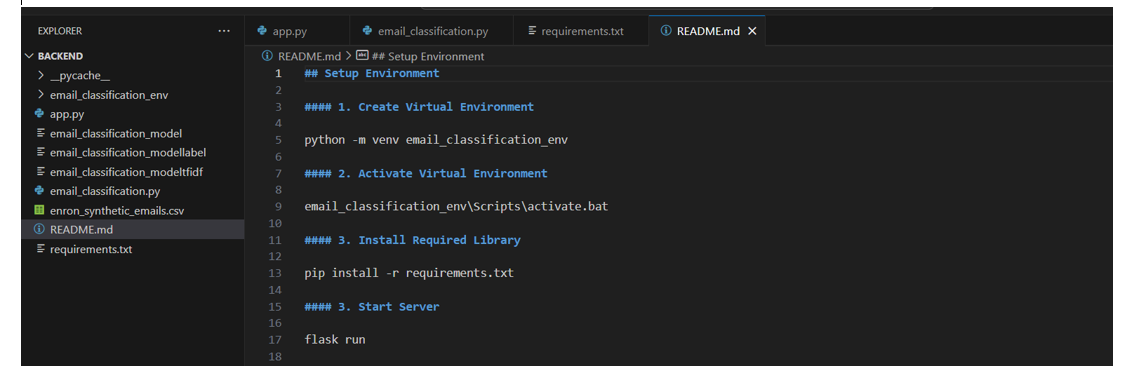 EXPLORER ···
BACKEND
__pycache__
email_classification_env
app.py
email_classification_model
email_classification_modellabel
email_classification_modeltfidf
email_classification.py
enron_synthetic_emails.csv
README.md
requirements.txt
app.py email_classification.py requirements.txt README.md
README.md > abc ## Setup Environment
1 ## Setup Environment
2
3 #### 1. Create Virtual Environment
4
5 python -m venv email_classification_env
6
7 #### 2. Activate Virtual Environment
8
9 email_classification_env\Scripts\activate.bat
10
11 #### 3. Install Required Library
12
13 pip install -r requirements.txt
14
15 #### 3. Start Server
16
17 flask run
18